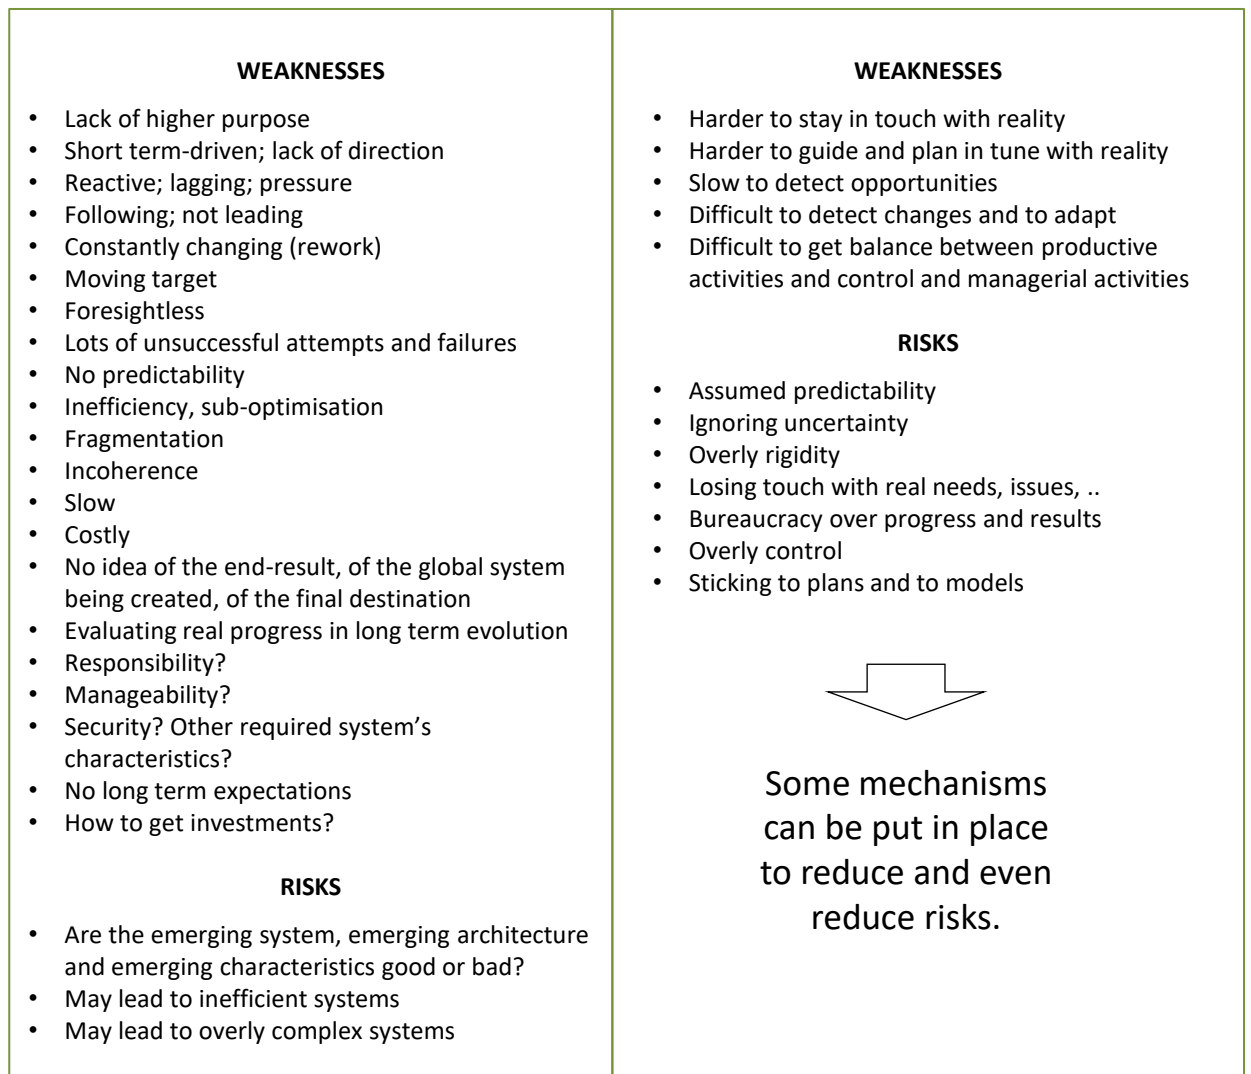 WEAKNESSES
• Lack of higher purpose
• Short term-driven; lack of direction
• Reactive; lagging; pressure
• Following; not leading
• Constantly changing (rework)
• Moving target
• Foresightless
• Lots of unsuccessful attempts and failures
• No predictability
• Inefficiency, sub-optimisation
• Fragmentation
• Incoherence
• Slow
• Costly
• No idea of the end-result, of the global system
being created, of the final destination
• Evaluating real progress in long term evolution
• Responsibility?
• Manageability?
• Security? Other required system’s
characteristics?
• No long term expectations
• How to get investments?
RISKS
• Are the emerging system, emerging architecture
and emerging characteristics good or bad?
• May lead to inefficient systems
• May lead to overly complex systems
WEAKNESSES
• Harder to stay in touch with reality
• Harder to guide and plan in tune with reality
• Slow to detect opportunities
• Difficult to detect changes and to adapt
• Difficult to get balance between productive
activities and control and managerial activities
RISKS
• Assumed predictability
• Ignoring uncertainty
• Overly rigidity
• Losing touch with real needs, issues, ..
• Bureaucracy over progress and results
• Overly control
• Sticking to plans and to models
Some mechanisms
can be put in place
to reduce and even
reduce risks.